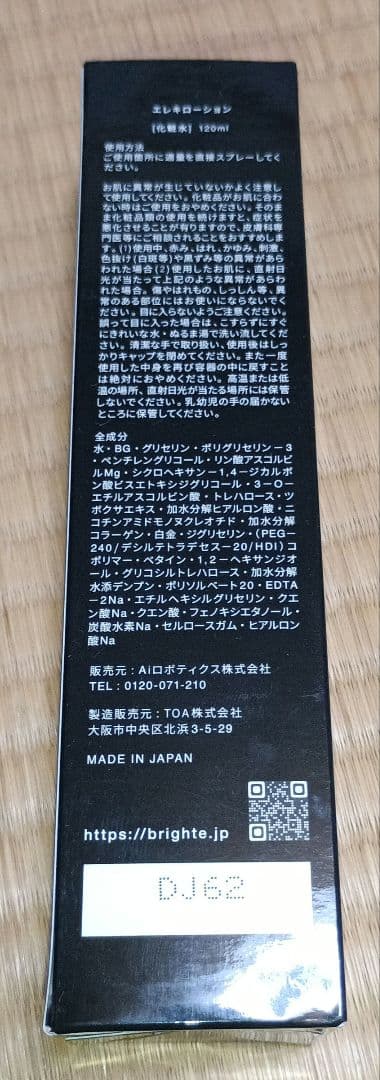 エレキローション
[化粧水] 120ml
使用方法
ご使用箇所に適量を直接スプレーしてく
ださい。
お肌に異常が生じていないかよく注意し
て使用してください。化粧品がお肌に合わ
ない時はご使用をおやめください。そのま
ま化粧品類の使用を続けますと、症状を
悪化させることが有りますので、皮膚科専
門医等にご相談されることをおすすめしま
す。(1)使用中、赤み、はれ、かゆみ、刺激、
色抜け(白斑等)や黒ずみ等の異常があら
われた場合(2)使用したお肌に、直射日
光が当たって上記のような異常があらわ
れた場合。傷やはれもの、しっしん等、異
常のある部位にはお使いにならないでく
ださい。目に入らないようご注意ください。
誤って目に入った場合は、こすらずにすぐ
にきれいな水・ぬるま湯で洗い流してくだ
さい。清潔な手で取り扱い、使用後はしっ
かりキャップを閉めてください。また一度
使用した中身を再び容器の中に戻すこと
は絶対におやめください。高温または低
温の場所、直射日光が当たる場所には保管
しないでください。乳幼児の手の届かない
ところに保管してください。
全成分
水・BG・グリセリン・ポリグリセリン-3
・ペンチレングリコール・リン酸アスコルビ
ルMg・シクロヘキサン-1,4-ジカルボ
ン酸ビスエトキシジグリコール・3-O-
エチルアスコルビン酸・トレハロース・ツ
ボクサエキス・加水分解ヒアルロン酸・ニ
コチンアミドモノヌクレオチド・加水分解
コラーゲン・白金・ジグリセリン・(PEG-
240/デシルテトラデセス-20/HDI)コ
ポリマー・ベタイン・1,2-ヘキサンジオ
ール・グリコシルトレハロース・加水分解
水添デンプン・ポリソルベート20・EDTA
-2Na・エチルヘキシルグリセリン・クエ
ン酸Na・クエン酸・フェノキシエタノール・
炭酸水素Na・セルロースガム・ヒアルロン
酸Na
販売元:Aiロボティクス株式会社
TEL:0120-071-210
製造販売元:TOA株式会社
大阪市中央区北浜3-5-29
MADE IN JAPAN
https://brighte.jp
DJ62